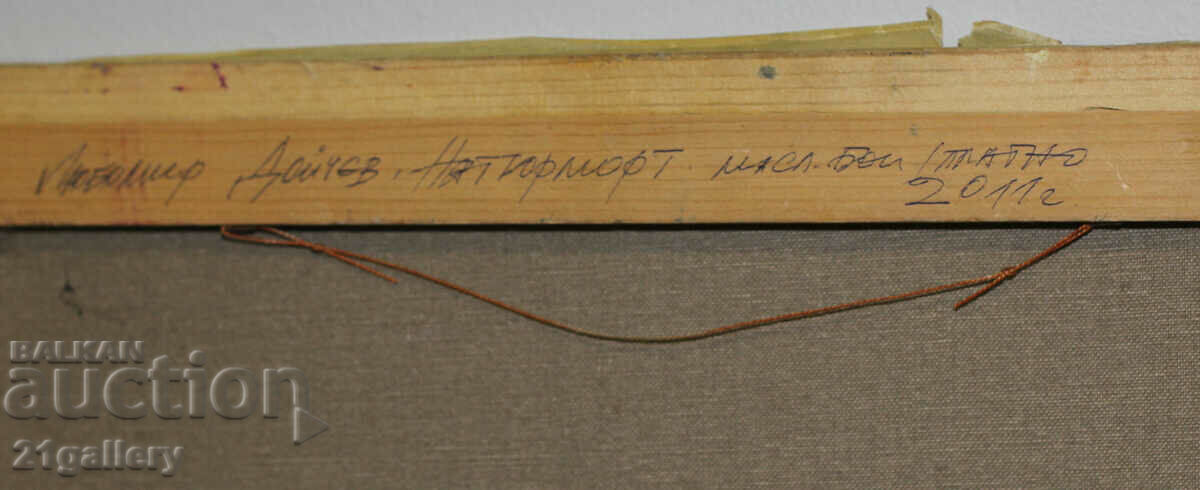 Любомир Дойчев. Натюрморт. масл. бои /платно
2011г.
BALKAN
auction
21gallery